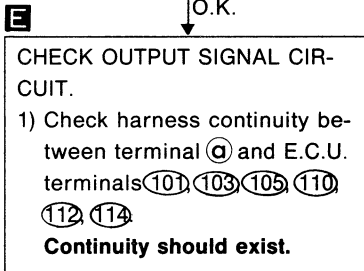 O.K.
E
CHECK OUTPUT SIGNAL CIR-
CUIT.
1) Check harness continuity be-
tween terminal ⓐ and E.C.U.
terminals 101, 103, 105, 110,
112, 114.
Continuity should exist.